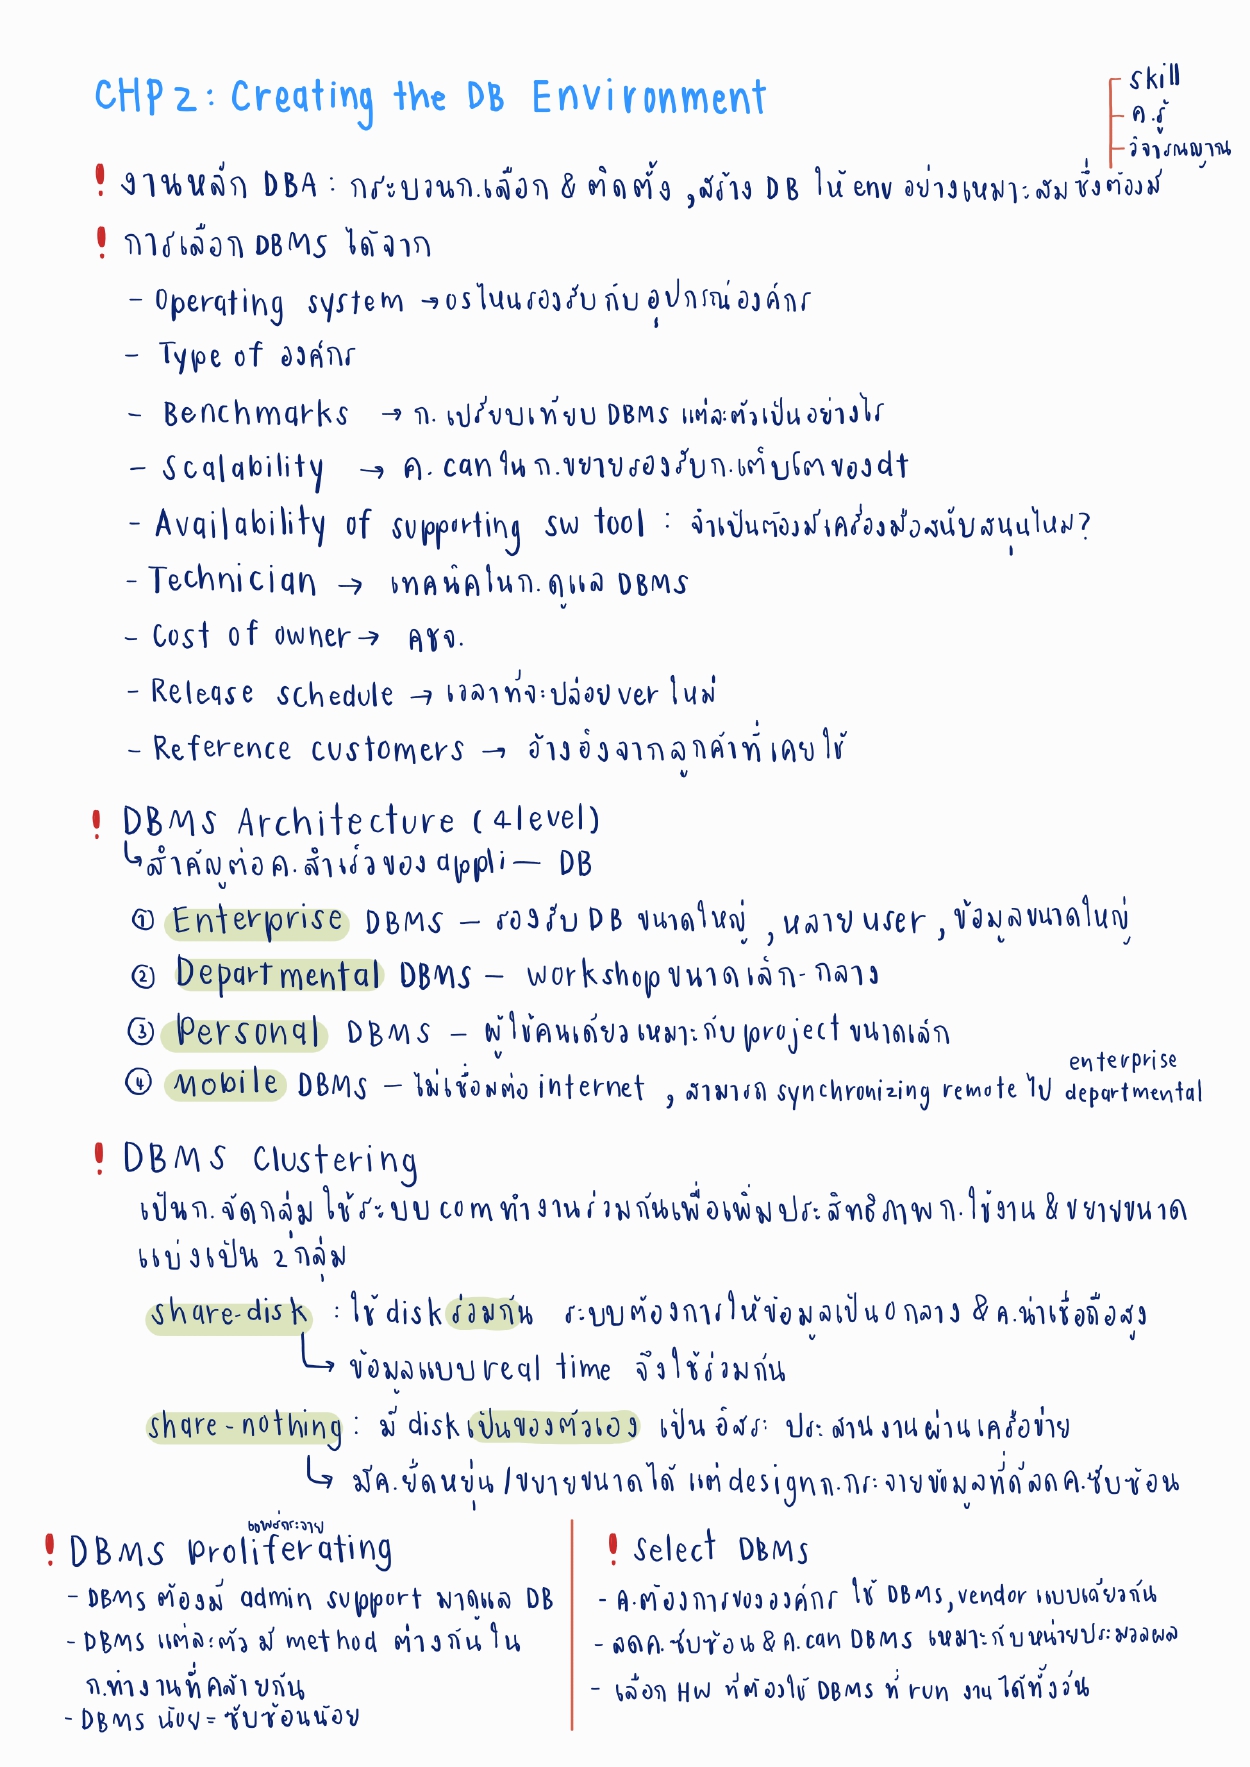 CHP 2 : Creating the DB Environment
skill
ค.รู้
วิจารณญาณ
! งานหลัก DBA : กระบวนก.เลือก & ติดตั้ง , สร้าง DB ให้ env อย่างเหมาะสม ซึ่งต้องมี
! การเลือก DBMS ได้จาก
- Operating system → os ไหนรองรับกับอุปกรณ์องค์กร
- Type of องค์กร
- Benchmarks → ก. เปรียบเทียบ DBMS แต่ละตัวเป็นอย่างไร
- Scalability → ค. can ใน ก.ขยายรองรับก.เติบโตของ dt
- Availability of supporting sw tool : จำเป็นต้องมีเครื่องมือสนับสนุนไหม?
- Technician → เทคนิคในก.ดูแล DBMS
- Cost of owner → คชจ.
- Release schedule → เวลาที่จะปล่อย ver ใหม่
- Reference customers → อ้างอิงจากลูกค้าที่เคยใช้
! DBMS Architecture ( 4 level )
↳ สำคัญต่อ ค.สำเร็จของ appli — DB
① Enterprise DBMS — รองรับ DB ขนาดใหญ่ , หลาย user , ข้อมูลขนาดใหญ่
② Departmental DBMS — workshop ขนาดเล็ก - กลาง
③ Personal DBMS — ผู้ใช้คนเดียว เหมาะกับ project ขนาดเล็ก
enterprise
④ Mobile DBMS — ไม่เชื่อมต่อ internet , สามารถ synchronizing remote ไป departmental
! DBMS Clustering
เป็นก.จัดกลุ่ม ใช้ระบบ com ทำงานร่วมกันเพื่อเพิ่มประสิทธิภาพ ก.ใช้งาน & ขยายขนาด
แบ่งเป็น 2 กลุ่ม
share-disk : ใช้ disk ร่วมกัน ระบบต้องการให้ข้อมูลเป็น o กลาง & ค.น่าเชื่อถือสูง
↳ ข้อมูลแบบ real time จึงใช้ร่วมกัน
share-nothing : มี disk เป็นของตัวเอง เป็นอิสระ ประสานงานผ่านเครือข่าย
↳ มีค.ยืดหยุ่น / ขยายขนาดได้ แต่ design ก.กระจายข้อมูลที่ดีลดค.ซับซ้อน
! DBMS Proliferating
แพร่กระจาย
- DBMS ต้องมี admin support มาดูแล DB
- DBMS แต่ละตัว มี method ต่างกันใน
ก.ทำงานที่คล้ายกัน
- DBMS น้อย = ซับซ้อนน้อย
! Select DBMS
- ค.ต้องการขององค์กร ใช้ DBMS, vendor แบบเดียวกัน
- ลดค.ซับซ้อน & ค.can DBMS เหมาะกับหน่วยประมวลผล
- เลือก HW ที่ต้องใช้ DBMS ที่ run งานได้ทั้งวัน